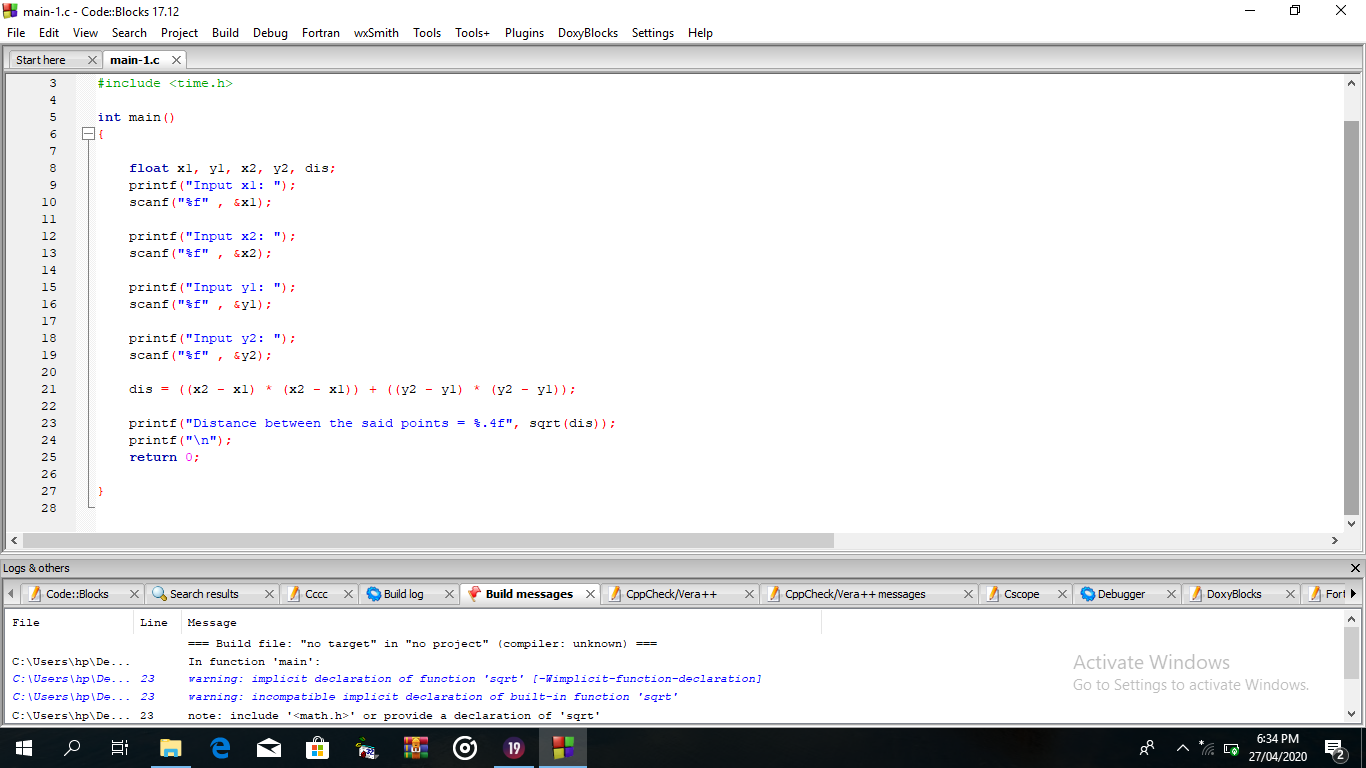 main-1.c - Code::Blocks 17.12
File Edit View Search Project Build Debug Fortran wxSmith Tools Tools+ Plugins DoxyBlocks Settings Help
Start here main-1.c
3 #include <time.h>
4
5 int main()
6 {
7
8 float x1, y1, x2, y2, dis;
9 printf("Input x1: ");
10 scanf("%f" , &x1);
11
12 printf("Input x2: ");
13 scanf("%f" , &x2);
14
15 printf("Input y1: ");
16 scanf("%f" , &y1);
17
18 printf("Input y2: ");
19 scanf("%f" , &y2);
20
21 dis = ((x2 - x1) * (x2 - x1)) + ((y2 - y1) * (y2 - y1));
22
23 printf("Distance between the said points = %.4f", sqrt(dis));
24 printf("\n");
25 return 0;
26
27 }
28
Logs & others
Code::Blocks Search results Cccc Build log Build messages CppCheck/Vera++ CppCheck/Vera++ messages Cscope Debugger DoxyBlocks Fort
File Line Message
=== Build file: "no target" in "no project" (compiler: unknown) ===
C:\Users\hp\De... In function 'main':
C:\Users\hp\De... 23 warning: implicit declaration of function 'sqrt' [-Wimplicit-function-declaration]
C:\Users\hp\De... 23 warning: incompatible implicit declaration of built-in function 'sqrt'
C:\Users\hp\De... 23 note: include '<math.h>' or provide a declaration of 'sqrt'
Activate Windows
Go to Settings to activate Windows.
19
6:34 PM
27/04/2020
2